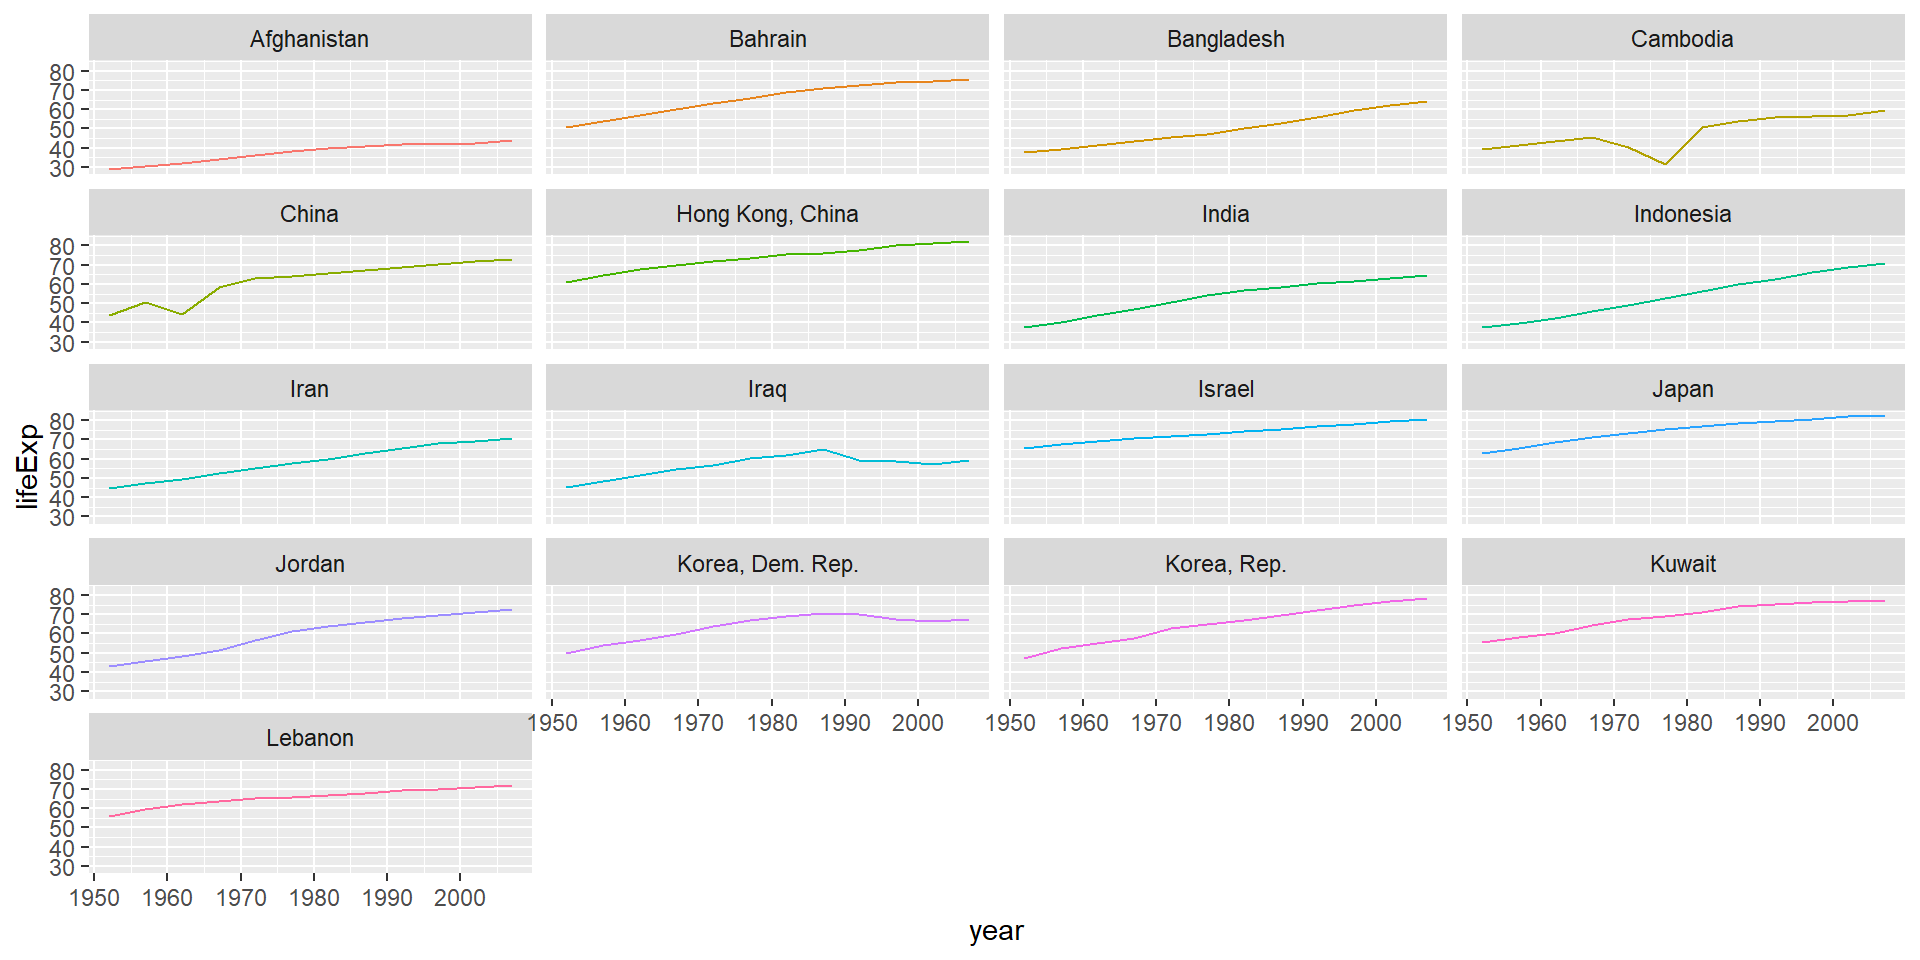 Afghanistan
Bahrain
Bangladesh
Cambodia
80
70
60
50
40
30
China
Hong Kong, China
India
Indonesia
80
70
60
50
40
30
Iran
Iraq
Israel
Japan
80
70
60
50
40
30
lifeExp
Jordan
Korea, Dem. Rep.
Korea, Rep.
Kuwait
80
70
60
50
40
30
1950 1960 1970 1980 1990 2000
1950 1960 1970 1980 1990 2000
1950 1960 1970 1980 1990 2000
Lebanon
80
70
60
50
40
30
1950 1960 1970 1980 1990 2000
year